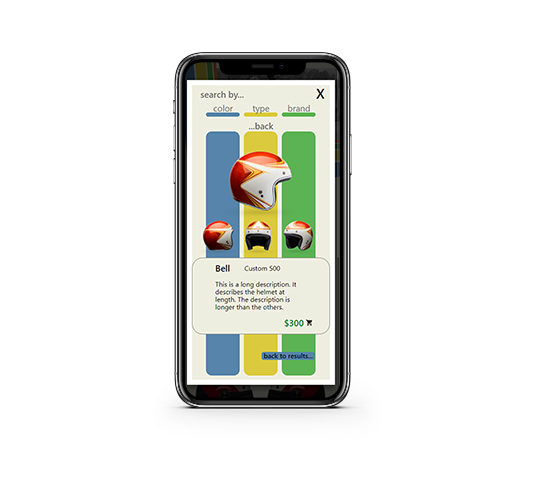 search by...
X
color type brand
...back
Bell Custom 500
This is a long description. It
describes the helmet at
length. The description is
longer than the others.
$300
back to results...